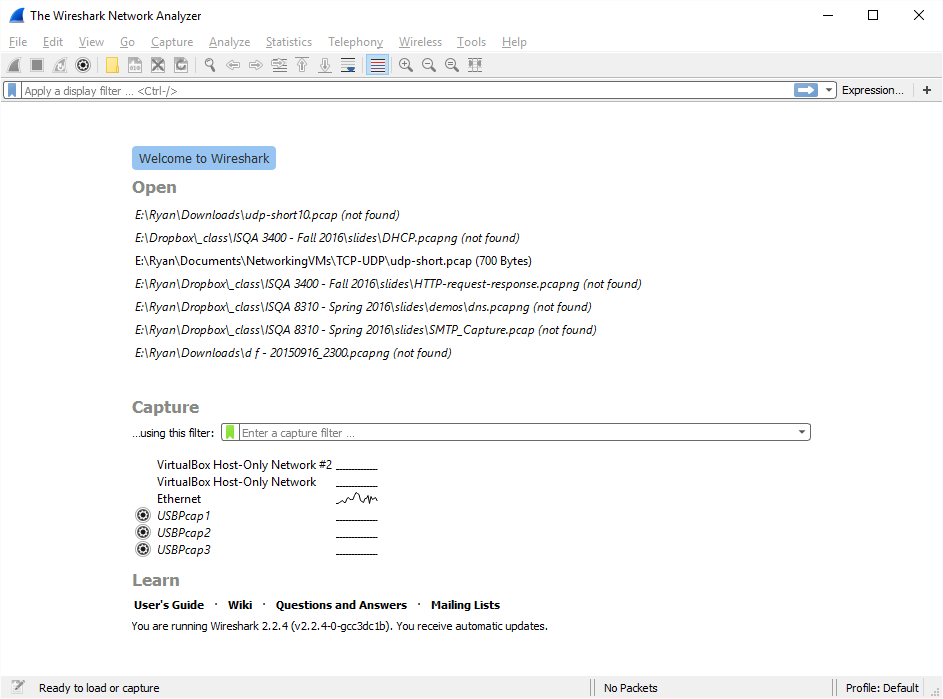 The Wireshark Network Analyzer
File Edit View Go Capture Analyze Statistics Telephony Wireless Tools Help
Apply a display filter ... <Ctrl-/> Expression... +
Welcome to Wireshark
Open
E:\Ryan\Downloads\udp-short10.pcap (not found)
E:\Dropbox\_class\ISQA 3400 - Fall 2016\slides\DHCP.pcapng (not found)
E:\Ryan\Documents\NetworkingVMs\TCP-UDP\udp-short.pcap (700 Bytes)
E:\Ryan\Dropbox\_class\ISQA 3400 - Fall 2016\slides\HTTP-request-response.pcapng (not found)
E:\Ryan\Dropbox\_class\ISQA 8310 - Spring 2016\slides\demos\dns.pcapng (not found)
E:\Ryan\Dropbox\_class\ISQA 8310 - Spring 2016\slides\SMTP_Capture.pcap (not found)
E:\Ryan\Downloads\d f - 20150916_2300.pcapng (not found)
Capture
...using this filter: Enter a capture filter ...
VirtualBox Host-Only Network #2
VirtualBox Host-Only Network
Ethernet
USBPcap1
USBPcap2
USBPcap3
Learn
User's Guide · Wiki · Questions and Answers · Mailing Lists
You are running Wireshark 2.2.4 (v2.2.4-0-gcc3dc1b). You receive automatic updates.
Ready to load or capture No Packets Profile: Default